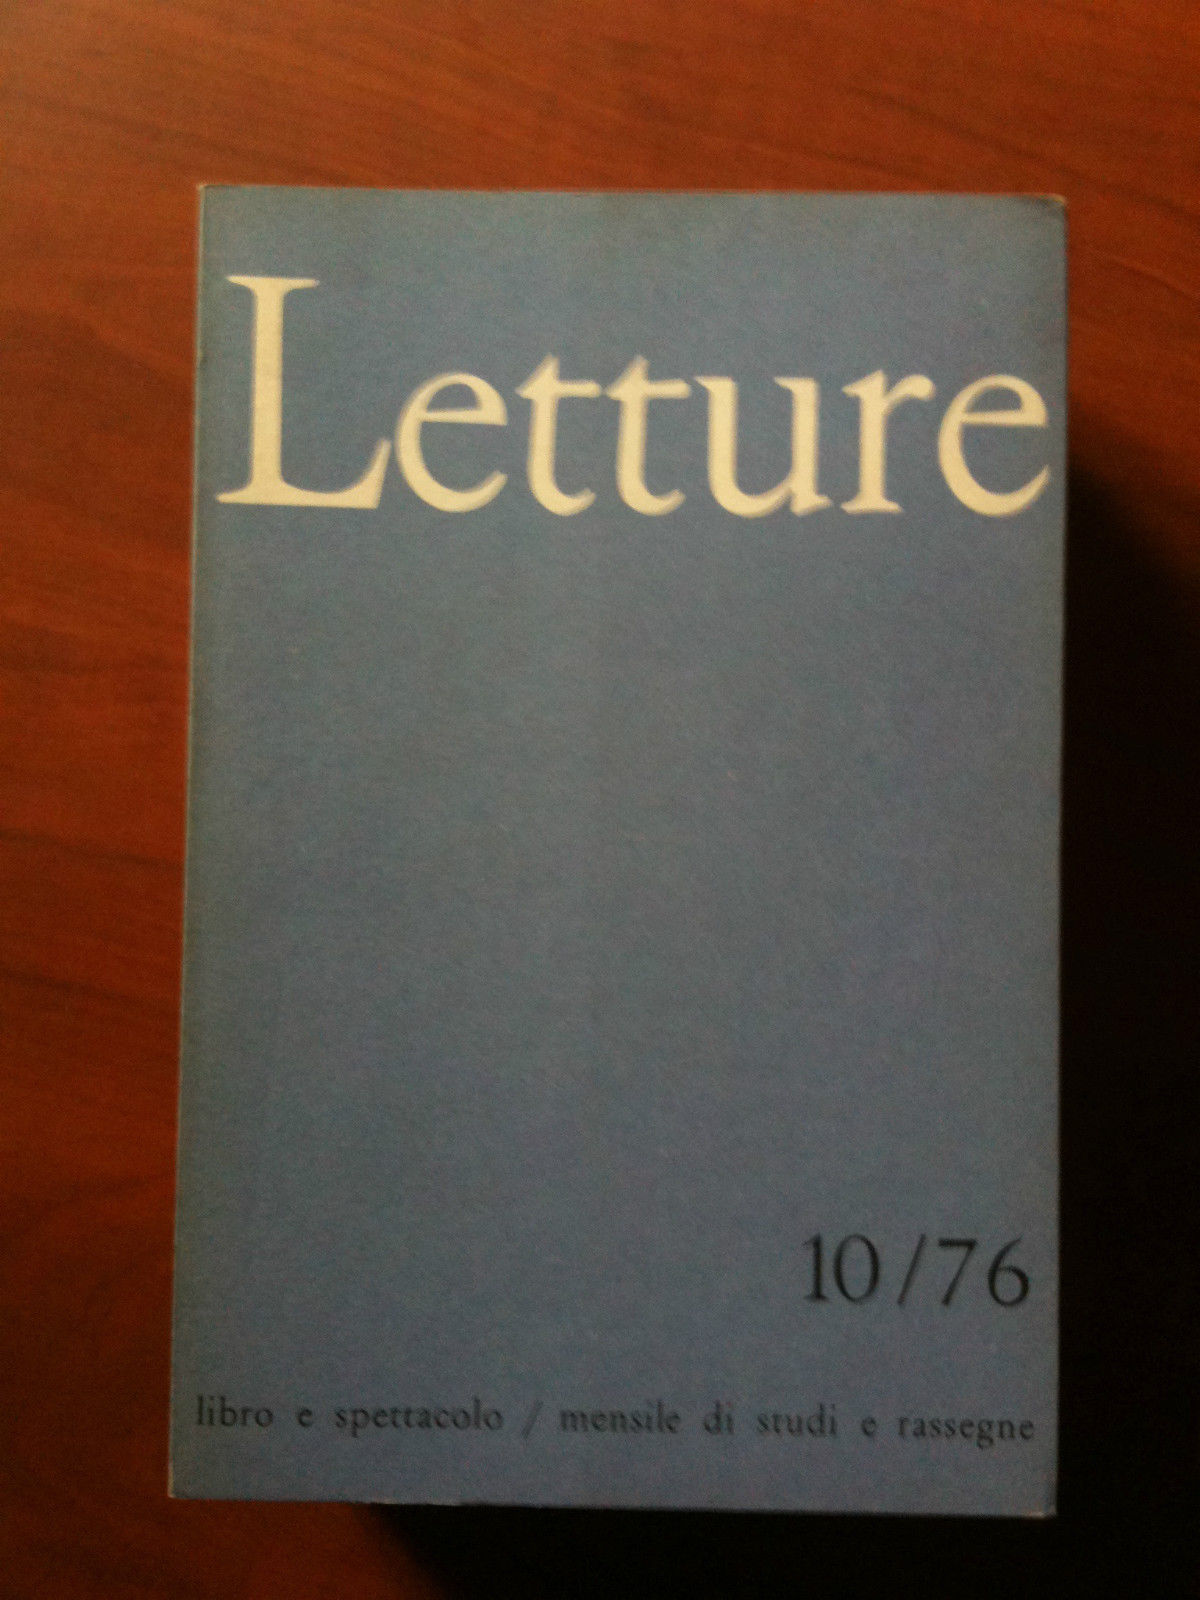 Letture
10/76
libro e spettacolo / mensile di studi e rassegne